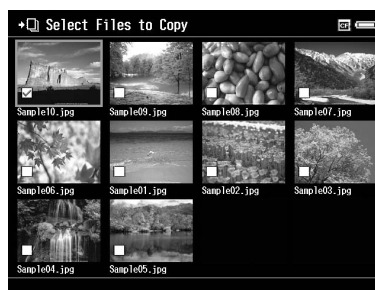 Select Files to Copy
CF
Sample10.jpg Sample09.jpg Sample08.jpg Sample07.jpg
Sample06.jpg Sample01.jpg Sample02.jpg Sample03.jpg
Sample04.jpg Sample05.jpg